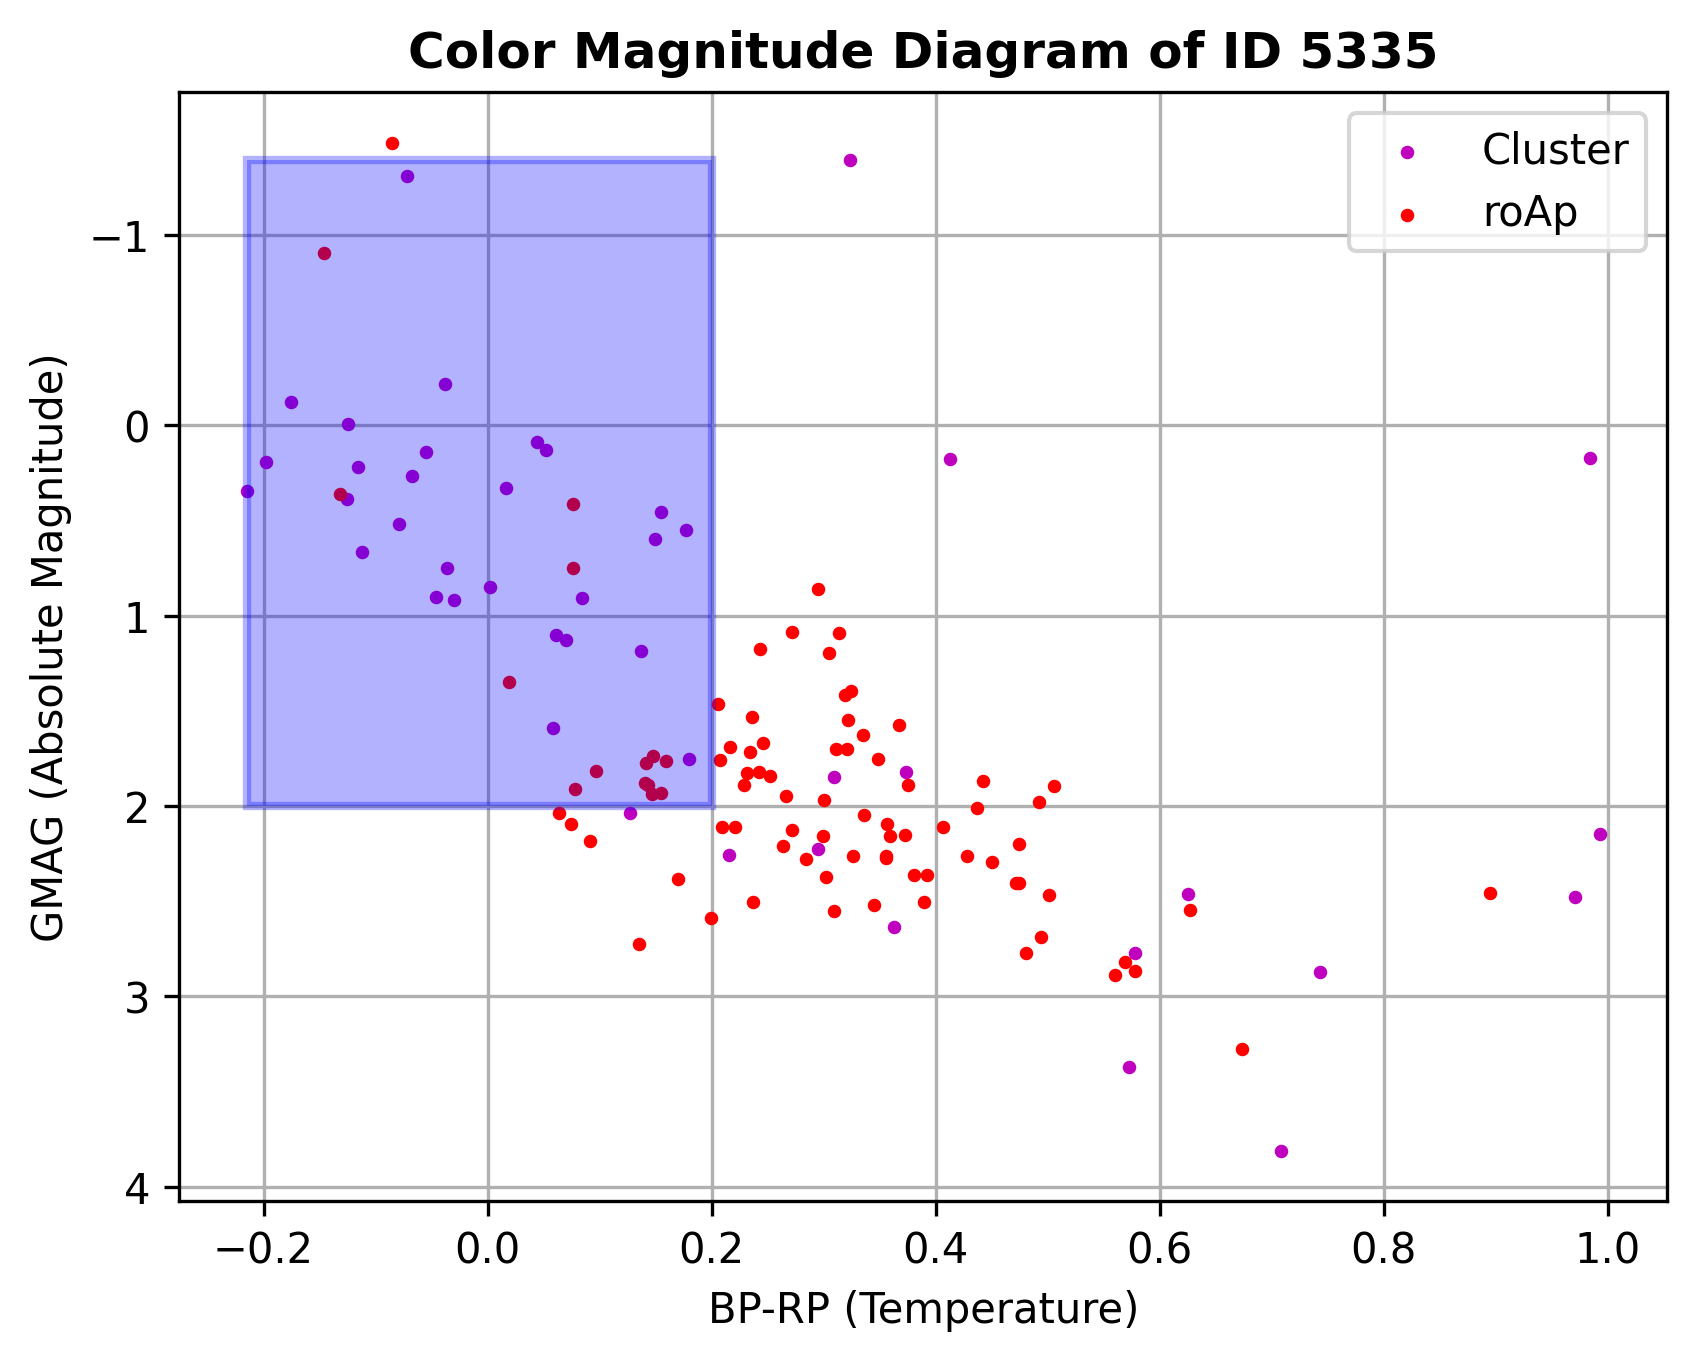 Color Magnitude Diagram of ID 5335
Cluster
roAp
−1
0
1
2
3
4
GMAG (Absolute Magnitude)
−0.2 0.0 0.2 0.4 0.6 0.8 1.0
BP-RP (Temperature)